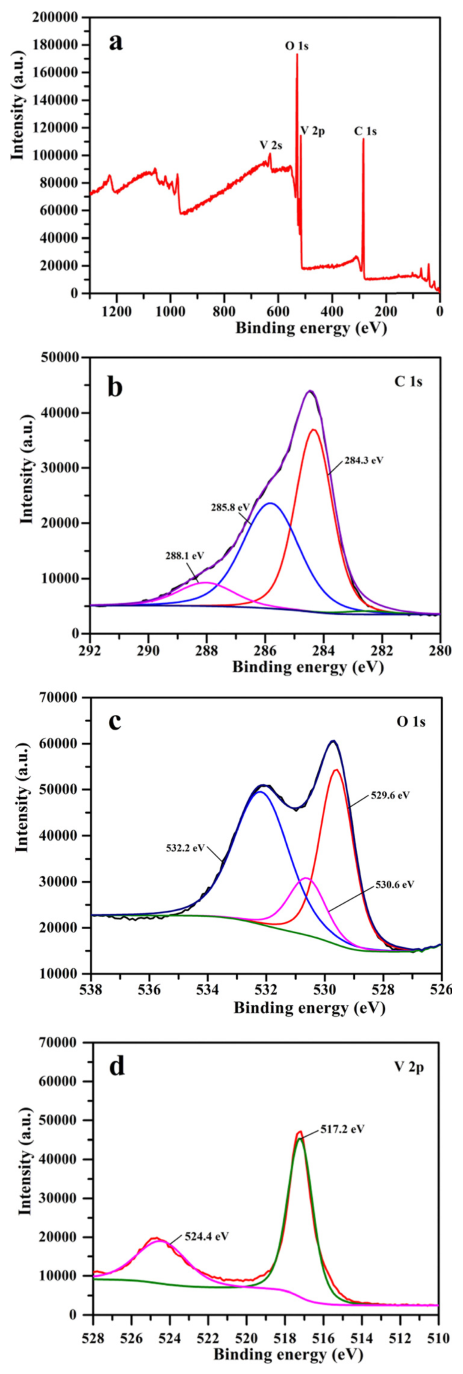 a
Intensity (a.u.)
200000
180000
160000
140000
120000
100000
80000
60000
40000
20000
0
O 1s
V 2s
V 2p
C 1s
1200
1000
800
600
400
200
0
Binding energy (eV)
b
C 1s
Intensity (a.u.)
50000
40000
30000
20000
10000
0
284.3 eV
285.8 eV
288.1 eV
292
290
288
286
284
282
280
Binding energy (eV)
c
O 1s
Intensity (a.u.)
70000
60000
50000
40000
30000
20000
10000
529.6 eV
532.2 eV
530.6 eV
538
536
534
532
530
528
526
Binding energy (eV)
d
V 2p
Intensity (a.u.)
70000
60000
50000
40000
30000
20000
10000
0
517.2 eV
524.4 eV
528
526
524
522
520
518
516
514
512
510
Binding energy (eV)